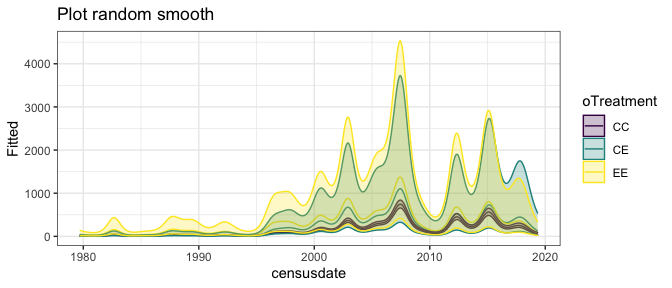 Plot random smooth
4000
3000
2000
1000
0
Fitted
1980
1990
2000
2010
2020
censusdate
oTreatment
CC
CE
EE